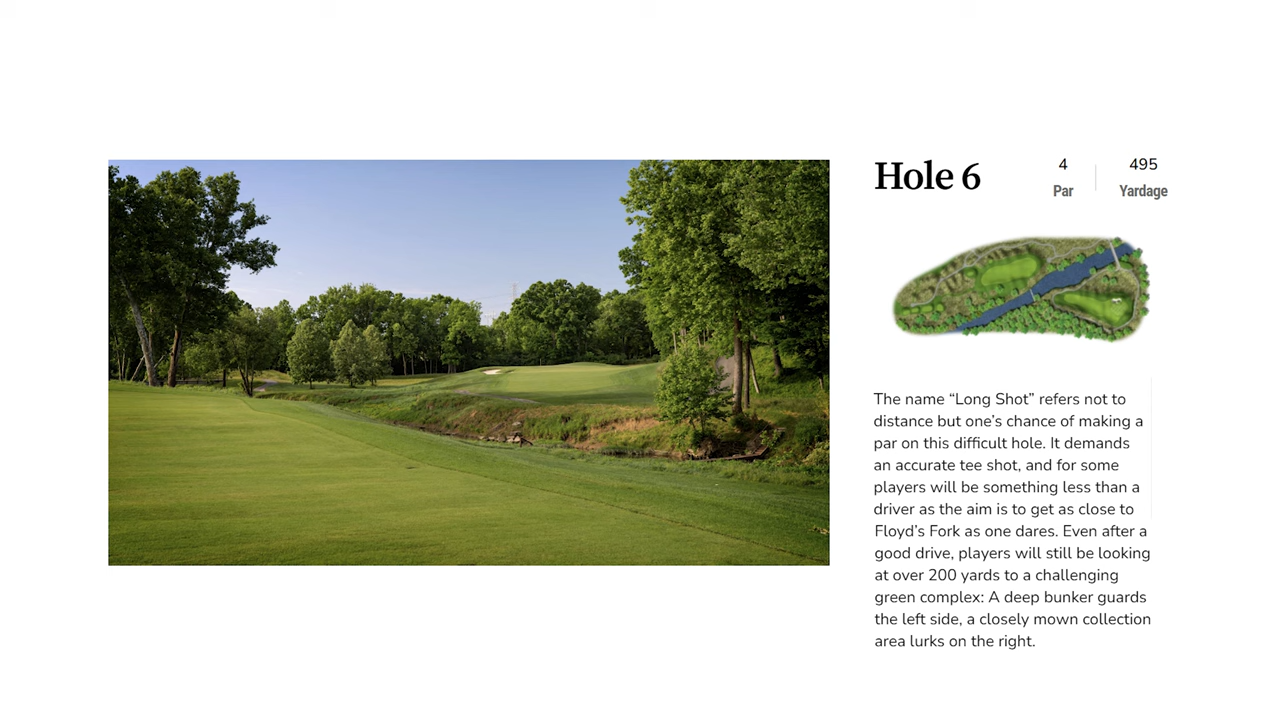 Hole 6
4
Par
495
Yardage
The name “Long Shot” refers not to
distance but one’s chance of making a
par on this difficult hole. It demands
an accurate tee shot, and for some
players will be something less than a
driver as the aim is to get as close to
Floyd’s Fork as one dares. Even after a
good drive, players will still be looking
at over 200 yards to a challenging
green complex: A deep bunker guards
the left side, a closely mown collection
area lurks on the right.